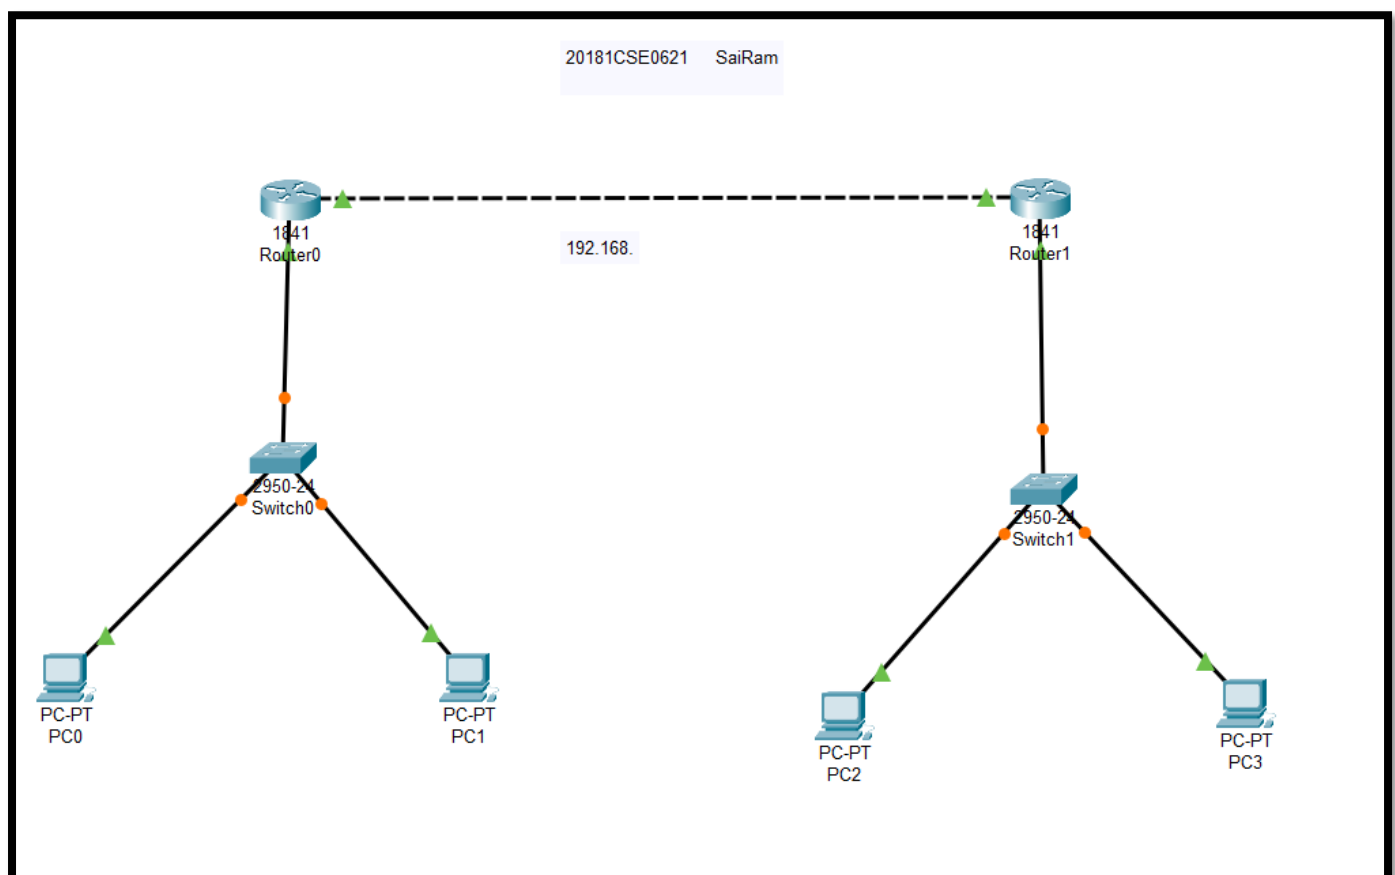 20181CSE0621 SaiRam
1841
Router0
1841
Router1
192.168.
2950-24
Switch0
2950-24
Switch1
PC-PT
PC0
PC-PT
PC1
PC-PT
PC2
PC-PT
PC3